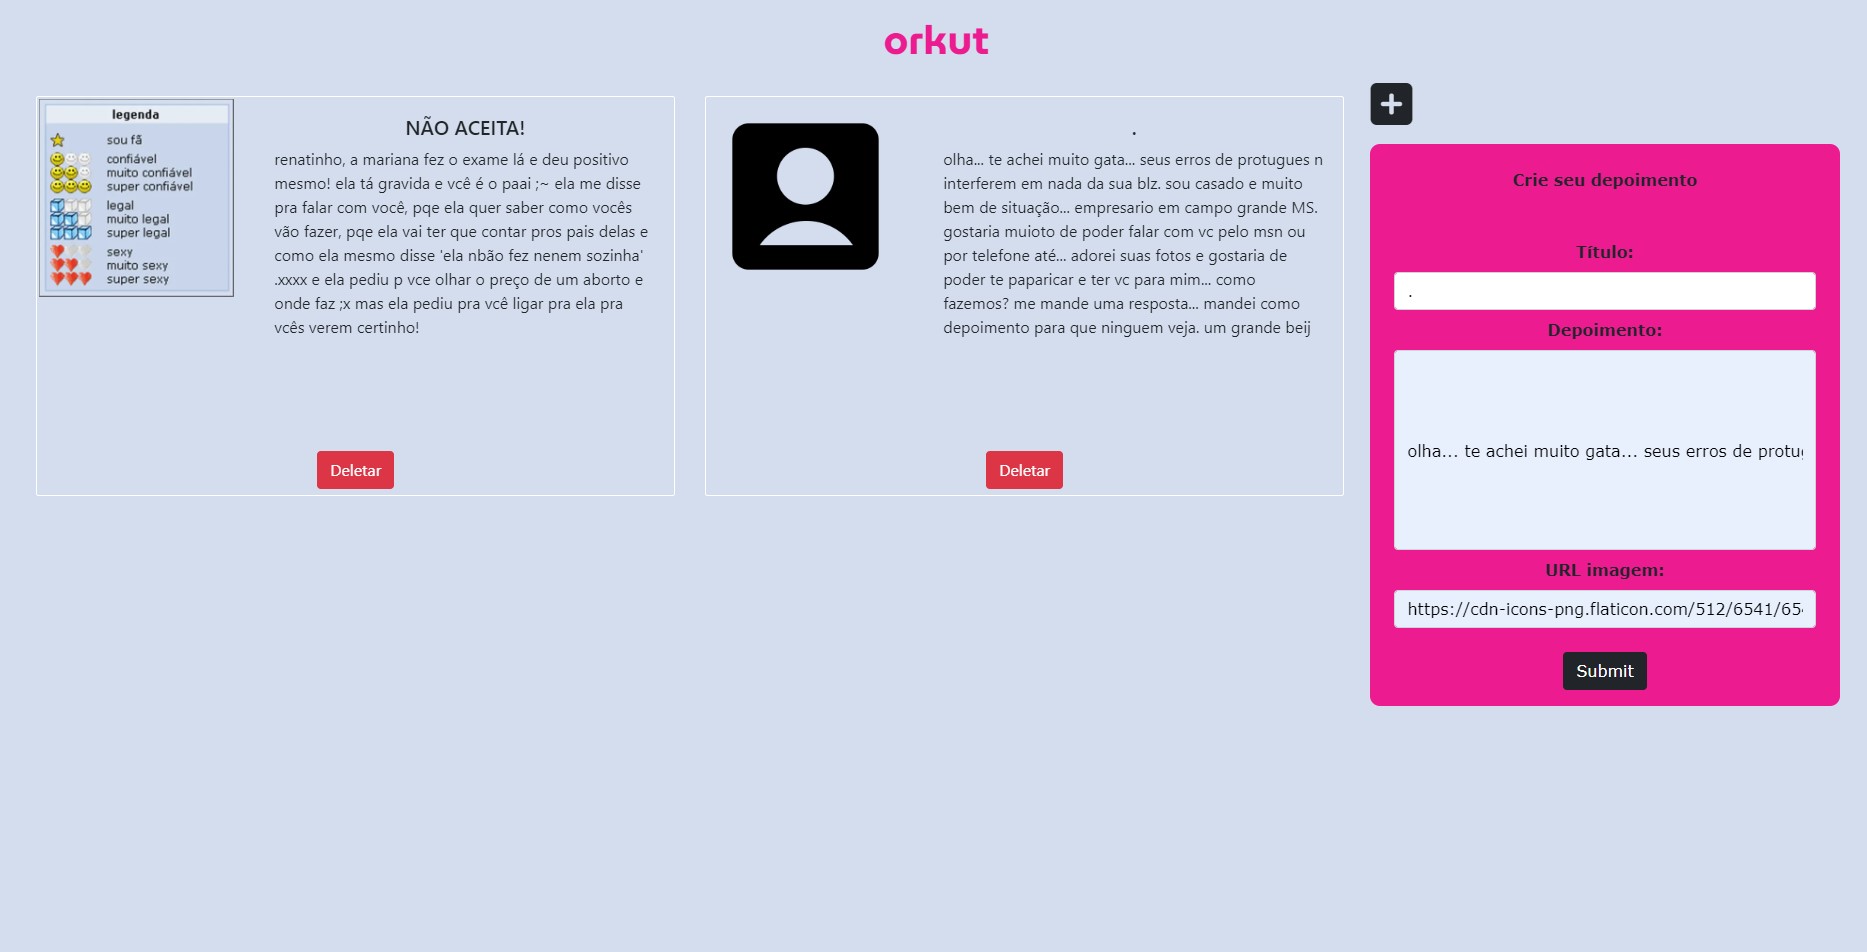 orkut
legenda
sou fã
confiável
muito confiável
super confiável
legal
muito legal
super legal
sexy
muito sexy
super sexy
NÃO ACEITA!
renatinho, a mariana fez o exame lá e deu positivo
mesmo! ela tá gravida e vcê é o paai ;~ ela me disse
pra falar com você, pqe ela quer saber como vocês
vão fazer, pqe ela vai ter que contar pros pais delas e
como ela mesmo disse 'ela nbão fez nenem sozinha'
.xxxx e ela pediu p vce olhar o preço de um aborto e
onde faz ;x mas ela pediu pra vcê ligar pra ela pra
vcês verem certinho!
Deletar
.
olha... te achei muito gata... seus erros de protugues n
interferem em nada da sua blz. sou casado e muito
bem de situação... empresario em campo grande MS.
gostaria muioto de poder falar com vc pelo msn ou
por telefone até... adorei suas fotos e gostaria de
poder te paparicar e ter vc para mim... como
fazemos? me mande uma resposta... mandei como
depoimento para que ninguem veja. um grande beij
Deletar
Crie seu depoimento
Título:
.
Depoimento:
olha... te achei muito gata... seus erros de protug
URL imagem:
https://cdn-icons-png.flaticon.com/512/6541/65
Submit